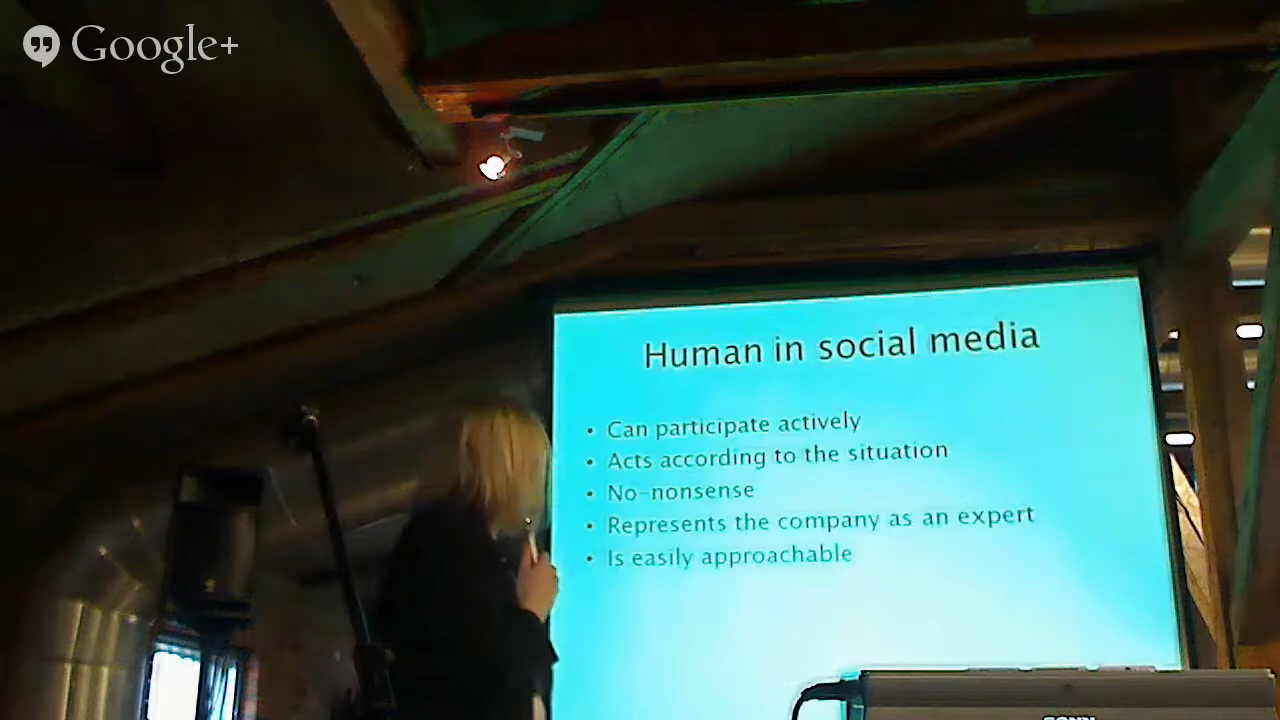 Google+
Human in social media
• Can participate actively
• Acts according to the situation
• No-nonsense
• Represents the company as an expert
• Is easily approachable
SONY